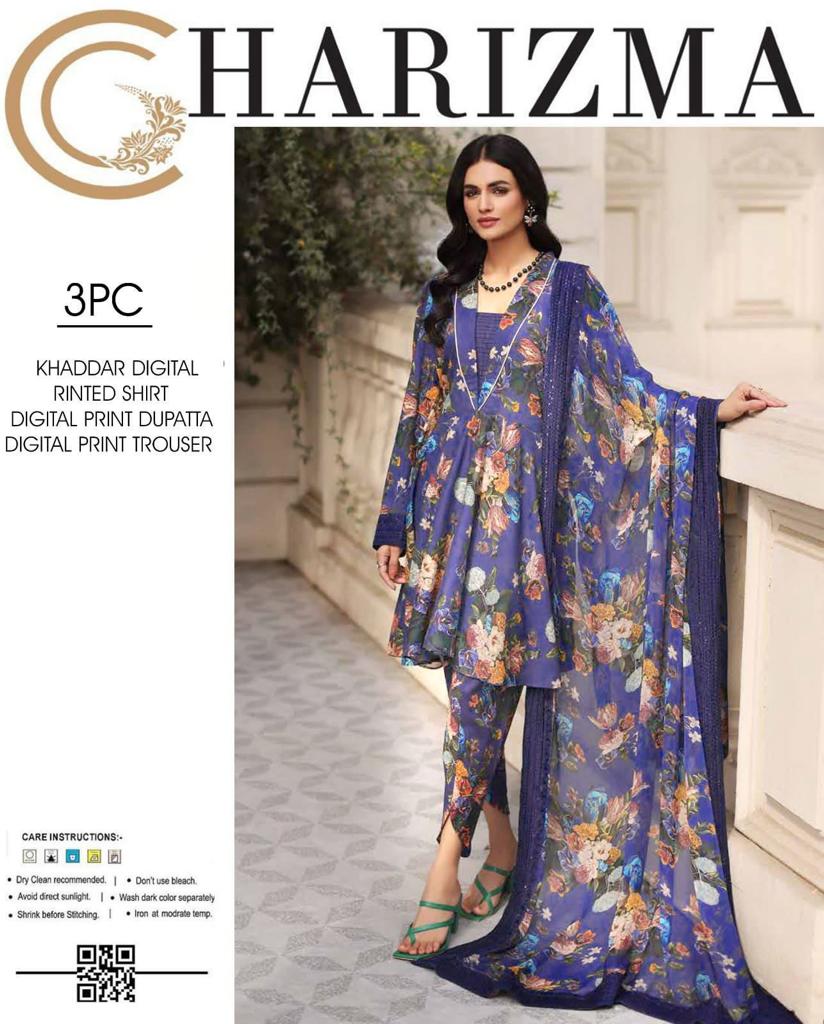 CHARIZMA
3PC
KHADDAR DIGITAL
RINTED SHIRT
DIGITAL PRINT DUPATTA
DIGITAL PRINT TROUSER
CARE INSTRUCTIONS:-
• Dry Clean recommended. | • Don't use bleach.
• Avoid direct sunlight. | • Wash dark color separately
• Shrink before Stitching. | • Iron at modrate temp.